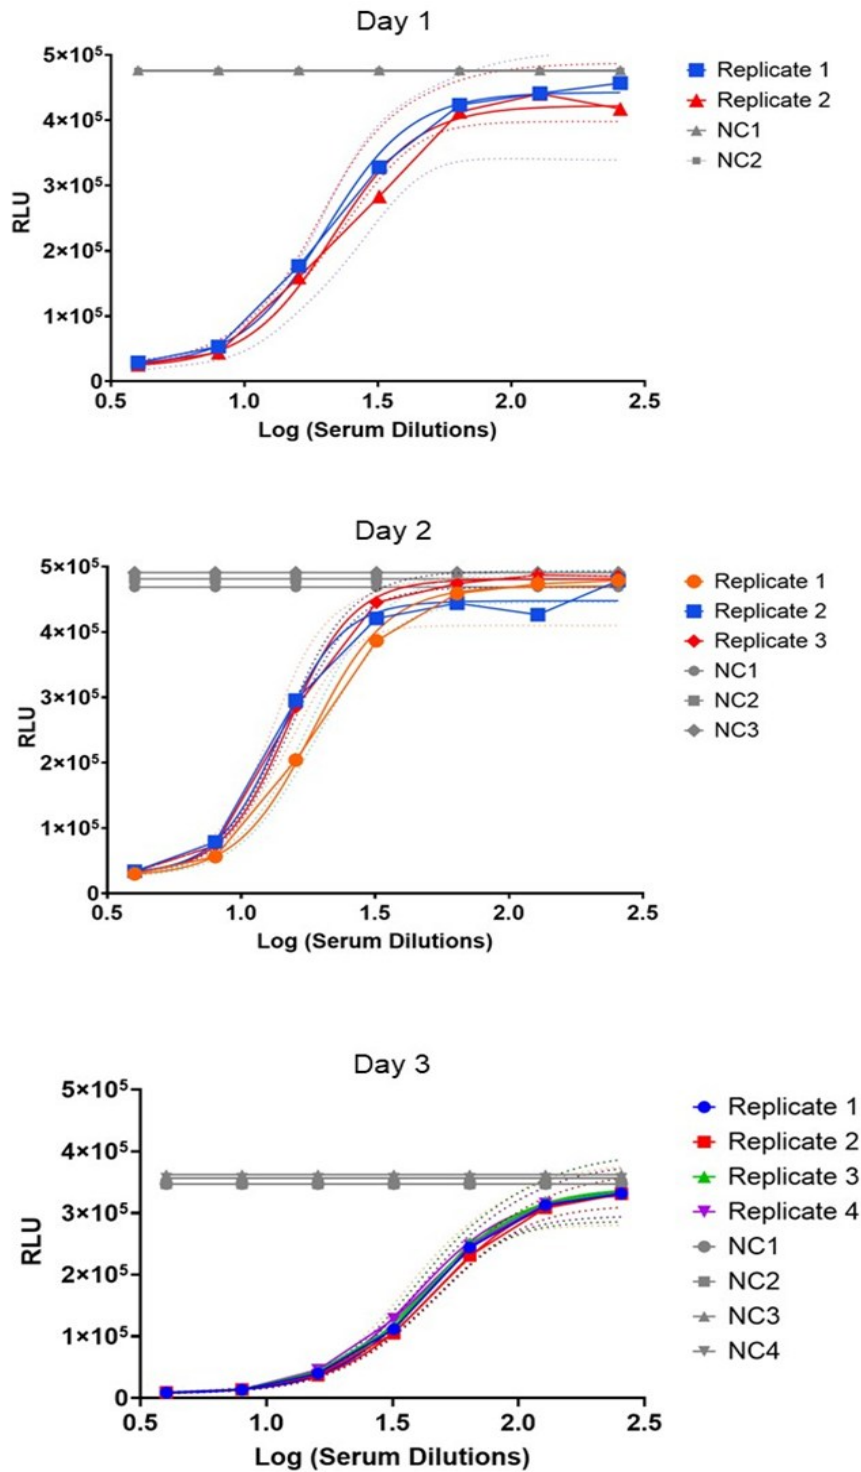 Day 1
5×10⁵
4×10⁵
3×10⁵
2×10⁵
1×10⁵
0
RLU
0.5 1.0 1.5 2.0 2.5
Log (Serum Dilutions)
Replicate 1
Replicate 2
NC1
NC2
Day 2
5×10⁵
4×10⁵
3×10⁵
2×10⁵
1×10⁵
0
RLU
0.5 1.0 1.5 2.0 2.5
Log (Serum Dilutions)
Replicate 1
Replicate 2
Replicate 3
NC1
NC2
NC3
Day 3
5×10⁵
4×10⁵
3×10⁵
2×10⁵
1×10⁵
0
RLU
0.5 1.0 1.5 2.0 2.5
Log (Serum Dilutions)
Replicate 1
Replicate 2
Replicate 3
Replicate 4
NC1
NC2
NC3
NC4